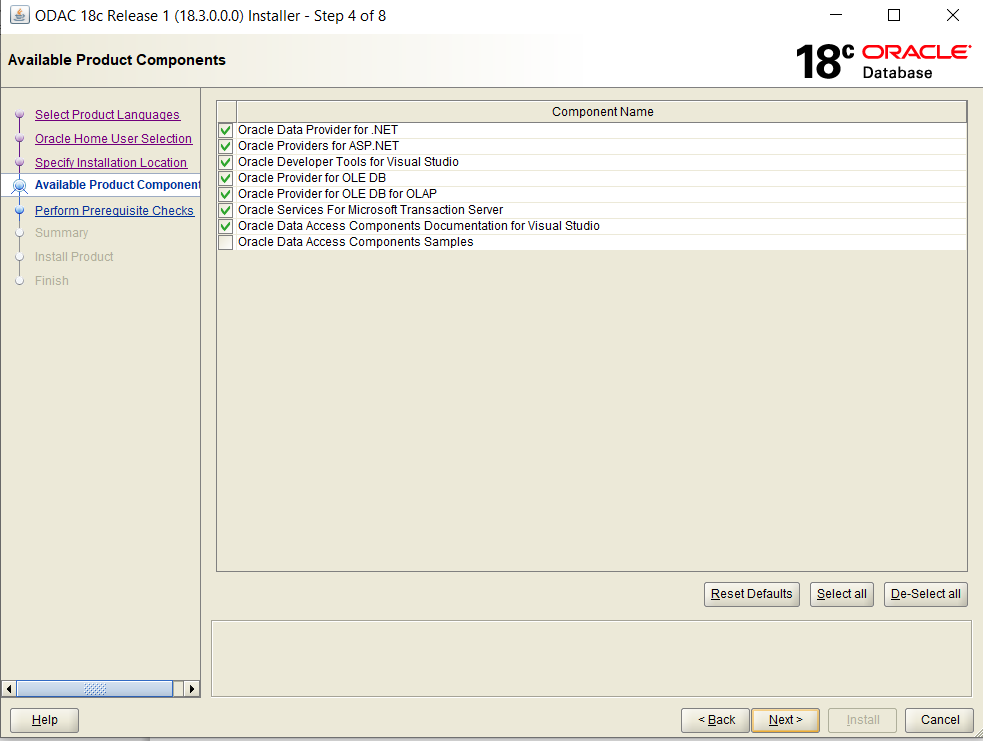 ODAC 18c Release 1 (18.3.0.0.0) Installer - Step 4 of 8
Available Product Components
18c ORACLE
Database
Select Product Languages
Oracle Home User Selection
Specify Installation Location
Available Product Component
Perform Prerequisite Checks
Summary
Install Product
Finish
Component Name
Oracle Data Provider for .NET
Oracle Providers for ASP.NET
Oracle Developer Tools for Visual Studio
Oracle Provider for OLE DB
Oracle Provider for OLE DB for OLAP
Oracle Services For Microsoft Transaction Server
Oracle Data Access Components Documentation for Visual Studio
Oracle Data Access Components Samples
Reset Defaults Select all De-Select all
Help < Back Next > Install Cancel